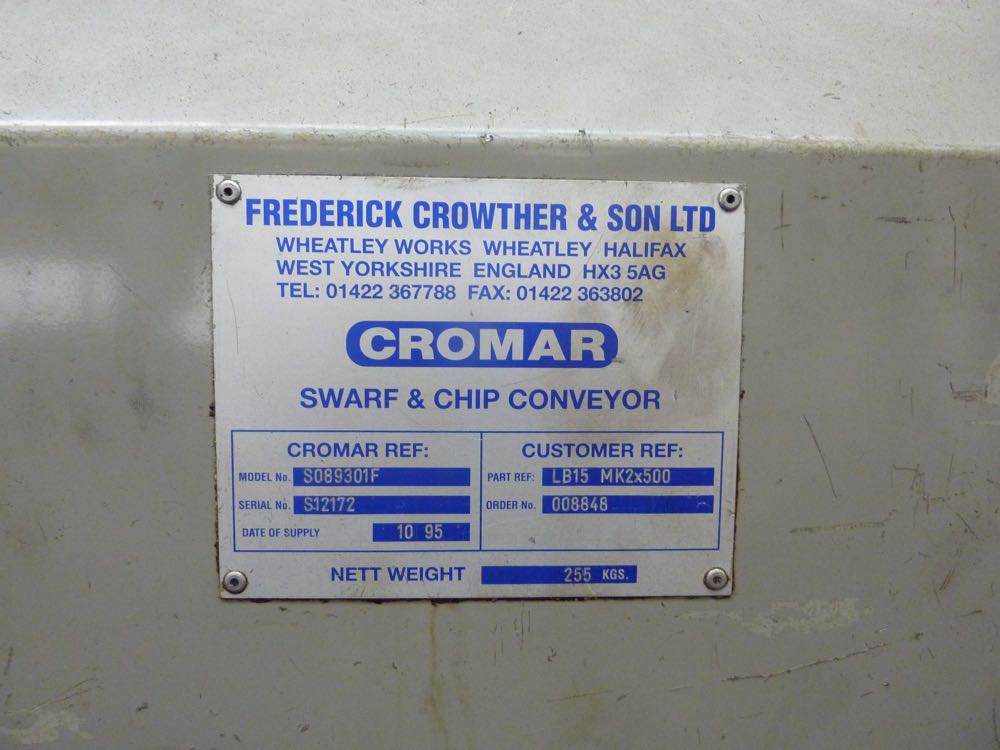 FREDERICK CROWTHER & SON LTD
WHEATLEY WORKS WHEATLEY HALIFAX
WEST YORKSHIRE ENGLAND HX3 5AG
TEL: 01422 367788 FAX: 01422 363802
CROMAR
SWARF & CHIP CONVEYOR
CROMAR REF:
MODEL No. S089301F
SERIAL No. S12172
DATE OF SUPPLY 10 95
CUSTOMER REF:
PART REF: LB15 MK2x500
ORDER No. 008848
NETT WEIGHT 255 KGS.